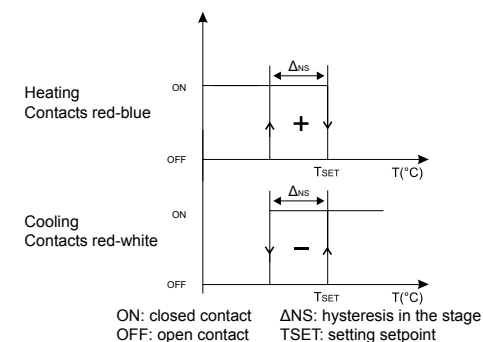 ΔNS
ON
Heating
Contacts red-blue
+
OFF
TSET T(°C)
ΔNS
ON
Cooling
Contacts red-white
−
OFF
TSET T(°C)
ON: closed contact ΔNS: hysteresis in the stage
OFF: open contact TSET: setting setpoint